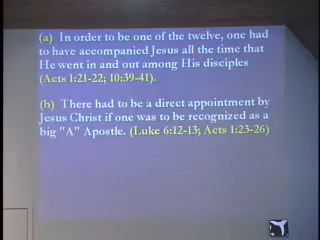 (a) In order to be one of the twelve, one had
to have accompanied Jesus all the time that
He went in and out among His disciples
(Acts 1:21-22; 10:39-41).
(b) There had to be a direct appointment by
Jesus Christ if one was to be recognized as a
big "A" Apostle. (Luke 6:12-13; Acts 1:23-26)